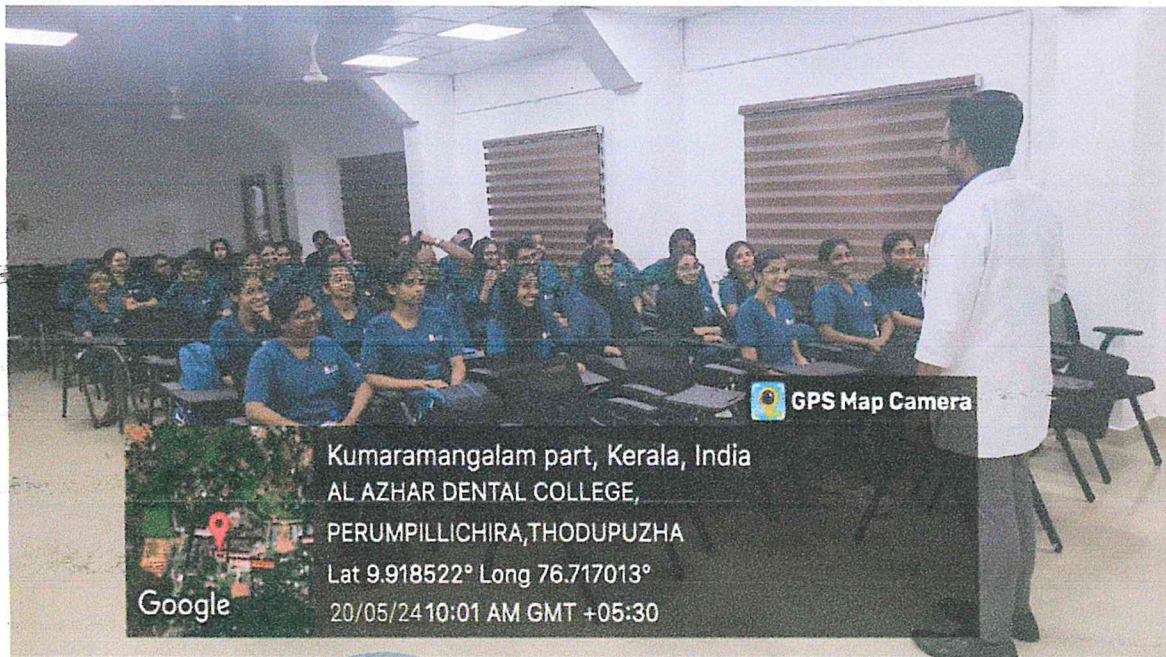 GPS Map Camera
Kumaramangalam part, Kerala, India
AL AZHAR DENTAL COLLEGE,
PERUMPILLICHIRA,THODUPUZHA
Lat 9.918522° Long 76.717013°
20/05/24 10:01 AM GMT +05:30
Google